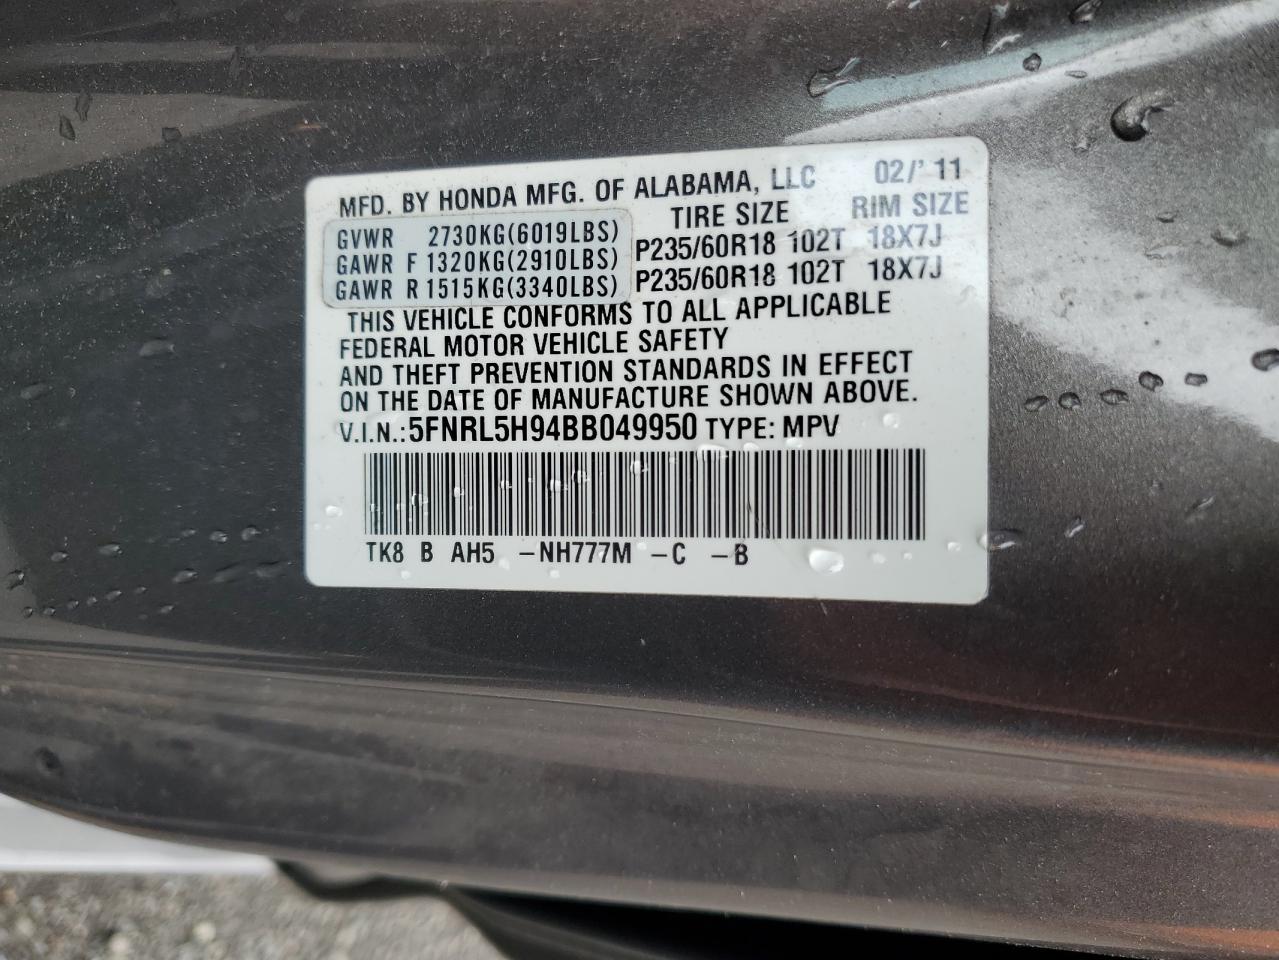 MFD. BY HONDA MFG. OF ALABAMA, LLC 02/'11
TIRE SIZE RIM SIZE
GVWR 2730KG(6019LBS)
GAWR F 1320KG(2910LBS) P235/60R18 102T 18X7J
GAWR R 1515KG(3340LBS) P235/60R18 102T 18X7J
THIS VEHICLE CONFORMS TO ALL APPLICABLE
FEDERAL MOTOR VEHICLE SAFETY
AND THEFT PREVENTION STANDARDS IN EFFECT
ON THE DATE OF MANUFACTURE SHOWN ABOVE.
V.I.N.:5FNRL5H94BB049950 TYPE: MPV
TK8 B AH5 -NH777M -C -B